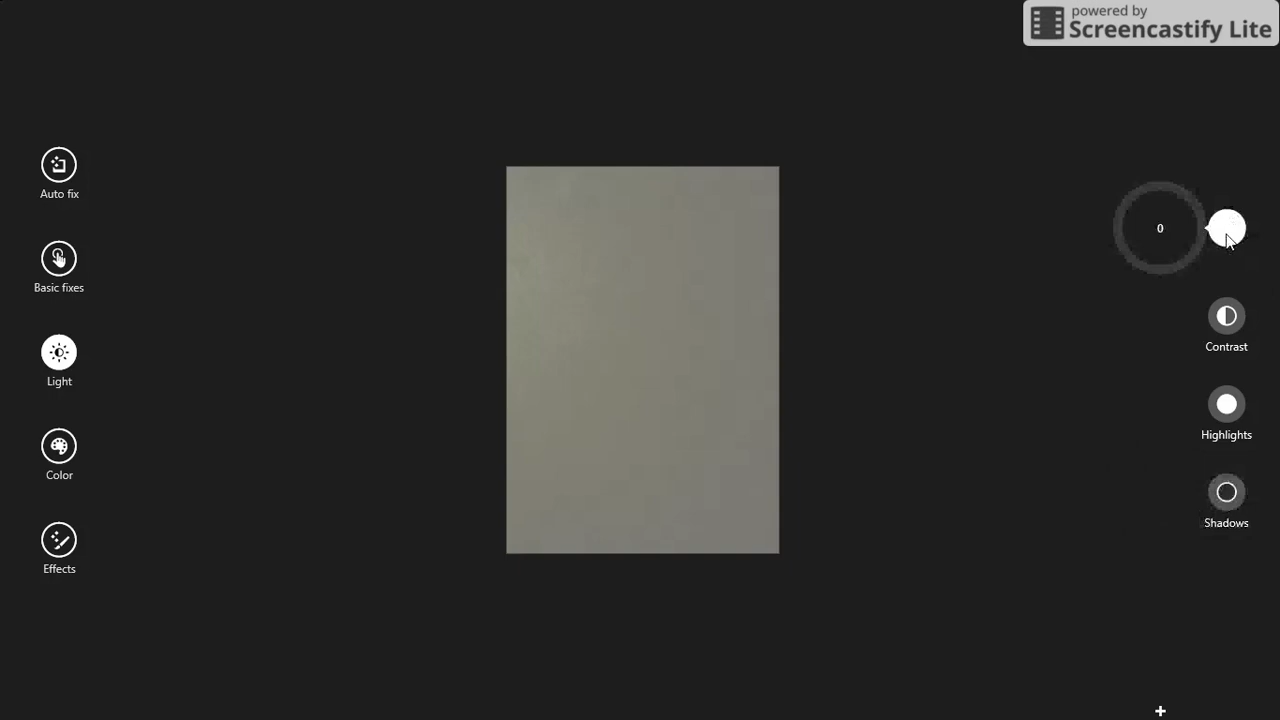 powered by
Screencastify Lite
Auto fix
Basic fixes
Light
Color
Effects
0
Contrast
Highlights
Shadows
+